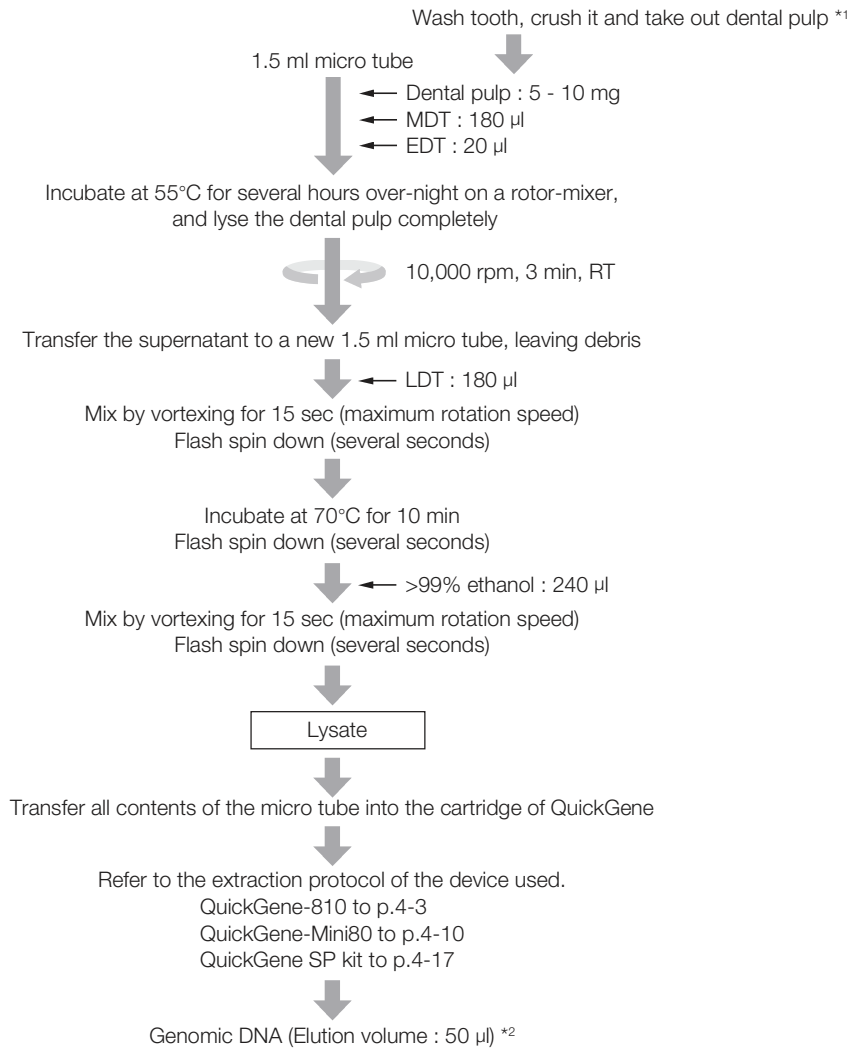 Wash tooth, crush it and take out dental pulp *1
1.5 ml micro tube
Dental pulp : 5 - 10 mg
MDT : 180 µl
EDT : 20 µl
Incubate at 55°C for several hours over-night on a rotor-mixer,
and lyse the dental pulp completely
10,000 rpm, 3 min, RT
Transfer the supernatant to a new 1.5 ml micro tube, leaving debris
LDT : 180 µl
Mix by vortexing for 15 sec (maximum rotation speed)
Flash spin down (several seconds)
Incubate at 70°C for 10 min
Flash spin down (several seconds)
>99% ethanol : 240 µl
Mix by vortexing for 15 sec (maximum rotation speed)
Flash spin down (several seconds)
Lysate
Transfer all contents of the micro tube into the cartridge of QuickGene
Refer to the extraction protocol of the device used.
QuickGene-810 to p.4-3
QuickGene-Mini80 to p.4-10
QuickGene SP kit to p.4-17
Genomic DNA (Elution volume : 50 µl) *2